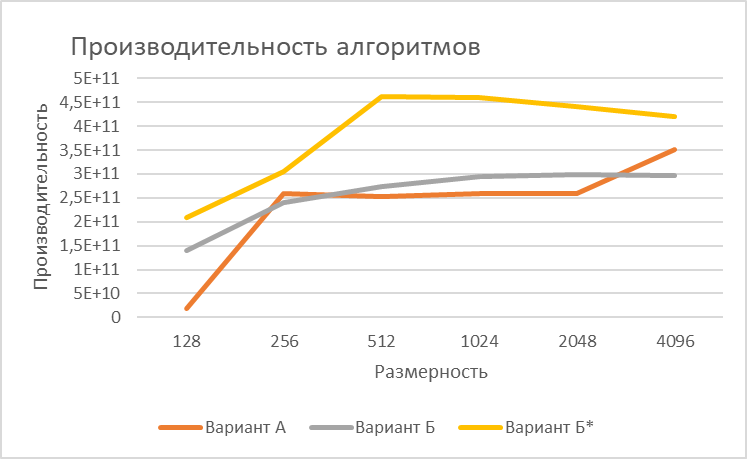 Производительность алгоритмов
Производительность
5E+11
4,5E+11
4E+11
3,5E+11
3E+11
2,5E+11
2E+11
1,5E+11
1E+11
5E+10
0
128 256 512 1024 2048 4096
Размерность
Вариант А Вариант Б Вариант Б*